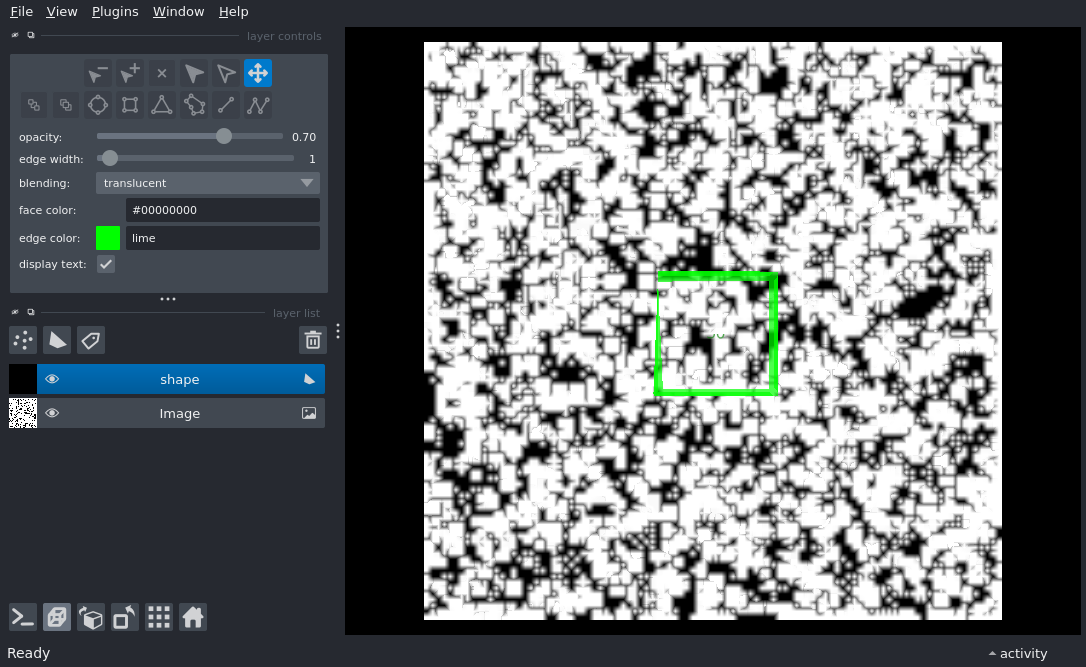 File View Plugins Window Help
layer controls
opacity: 0.70
edge width: 1
blending: translucent
face color: #00000000
edge color: lime
display text:
layer list
shape
Image
Ready
activity